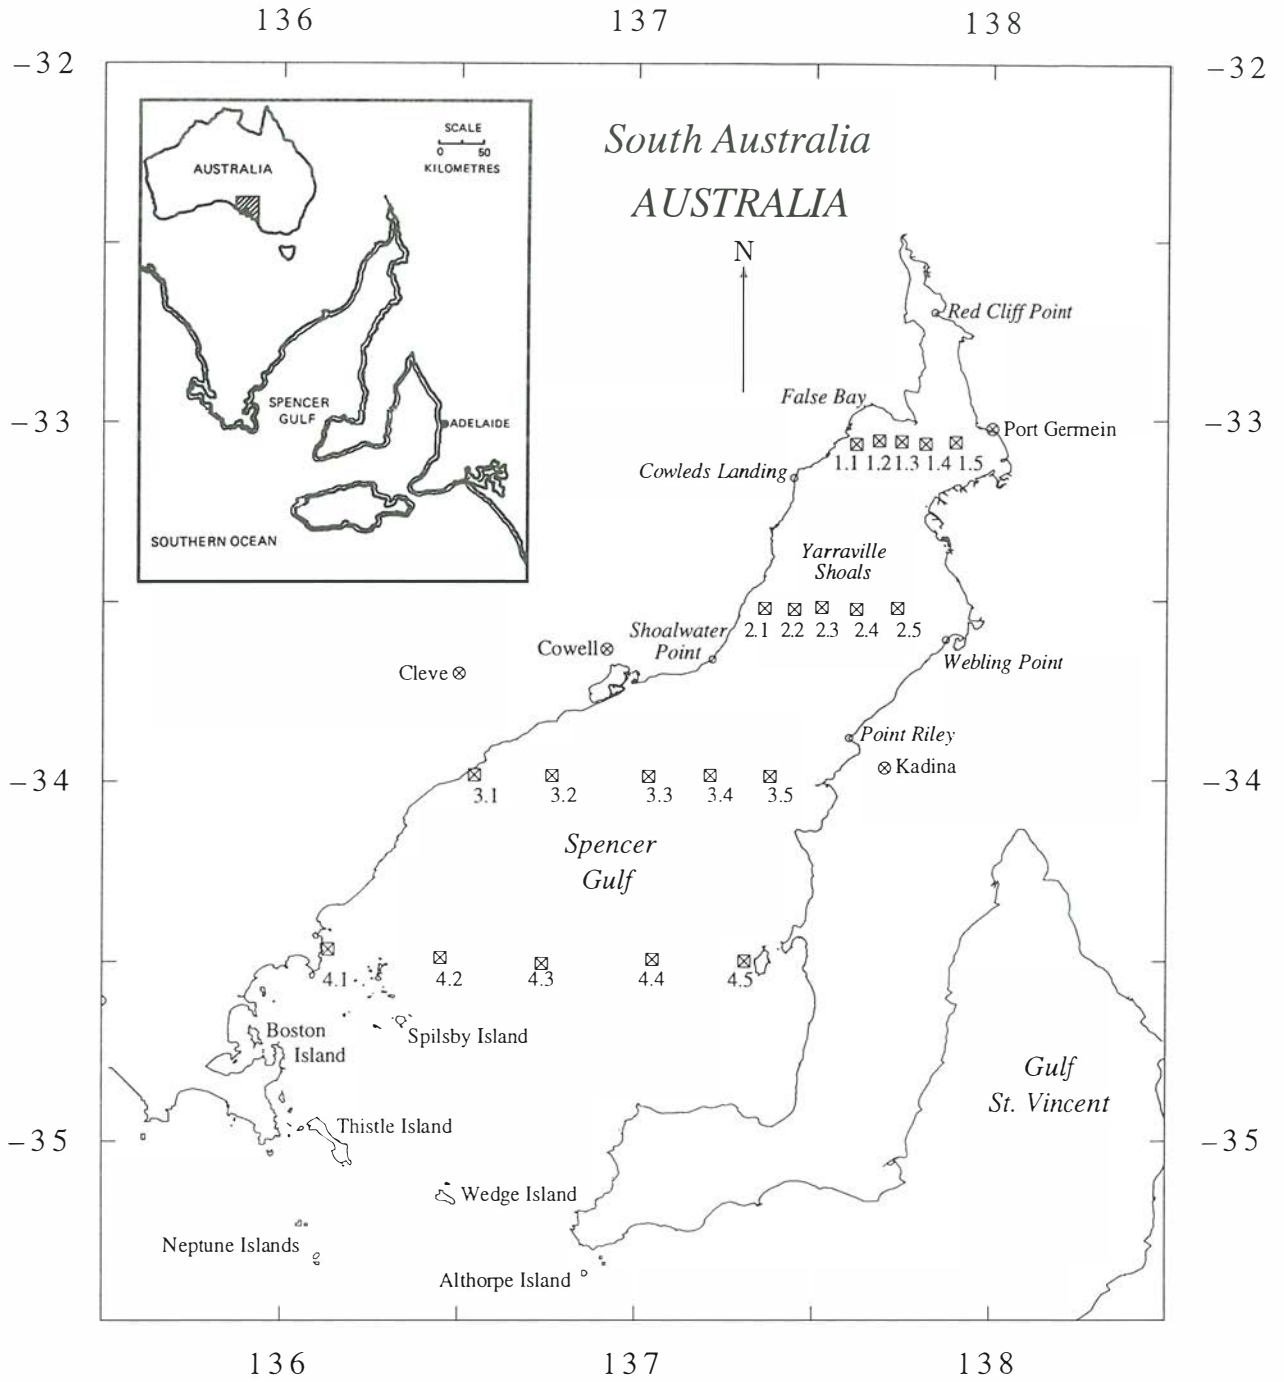 136 137 138
−32 −32
South Australia
AUSTRALIA
N
SCALE
0 50
KILOMETRES
AUSTRALIA
SPENCER
GULF
ADELAIDE
SOUTHERN OCEAN
Red Cliff Point
False Bay
−33 −33
Port Germein
1.1 1.2 1.3 1.4 1.5
Cowleds Landing
Yarraville
Shoals
2.1 2.2 2.3 2.4 2.5
Shoalwater
Point
Cowell
Cleve
Webling Point
Point Riley
Kadina
−34 −34
3.1 3.2 3.3 3.4 3.5
Spencer
Gulf
4.1 4.2 4.3 4.4 4.5
Boston
Island
Spilsby Island
Gulf
St. Vincent
Thistle Island
−35 −35
Wedge Island
Neptune Islands
Althorpe Island
136 137 138